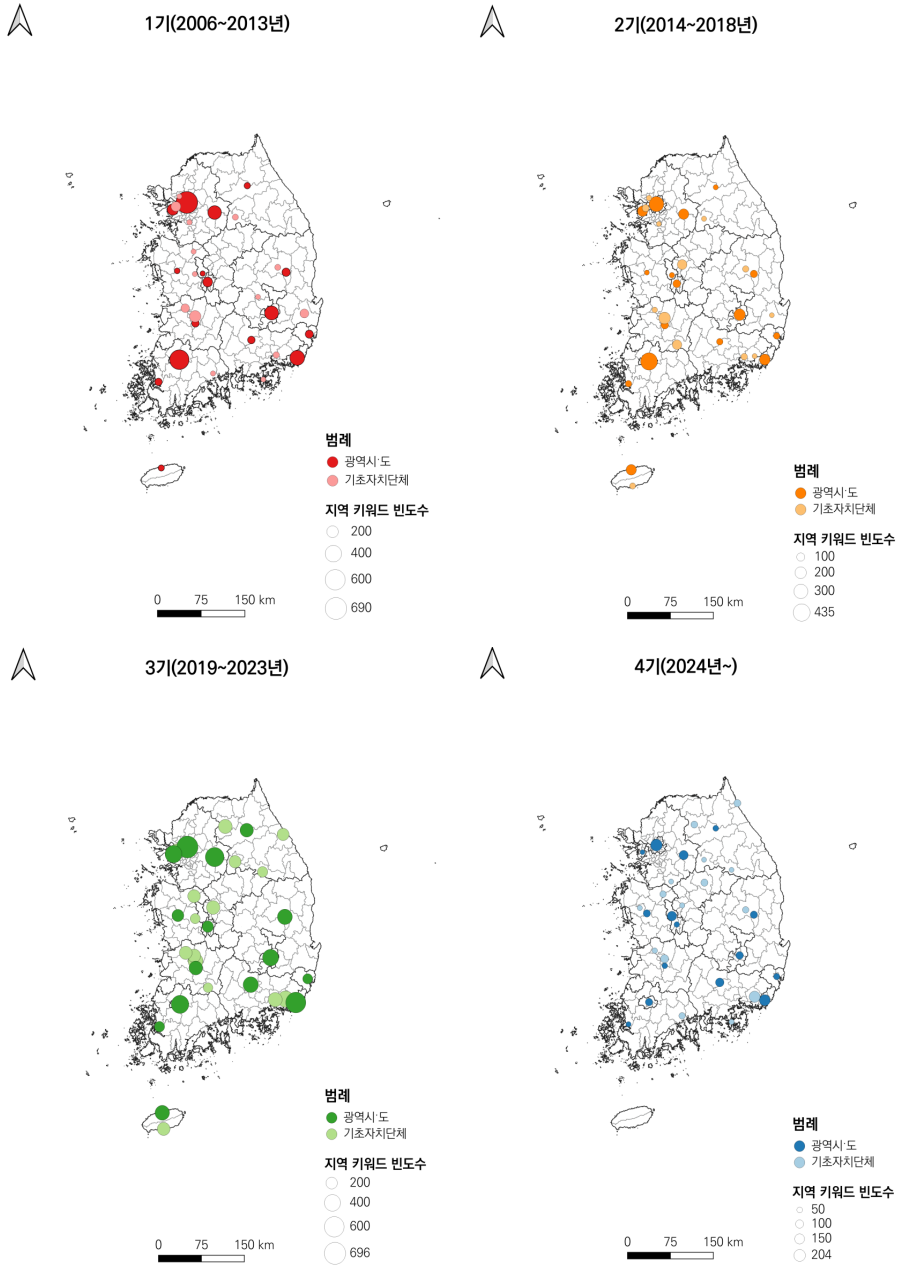 1기(2006~2013년)
범례
광역시·도
기초자치단체
지역 키워드 빈도수
200
400
600
690
0 75 150 km
2기(2014~2018년)
범례
광역시·도
기초자치단체
지역 키워드 빈도수
100
200
300
435
0 75 150 km
3기(2019~2023년)
범례
광역시·도
기초자치단체
지역 키워드 빈도수
200
400
600
696
0 75 150 km
4기(2024년~)
범례
광역시·도
기초자치단체
지역 키워드 빈도수
50
100
150
204
0 75 150 km